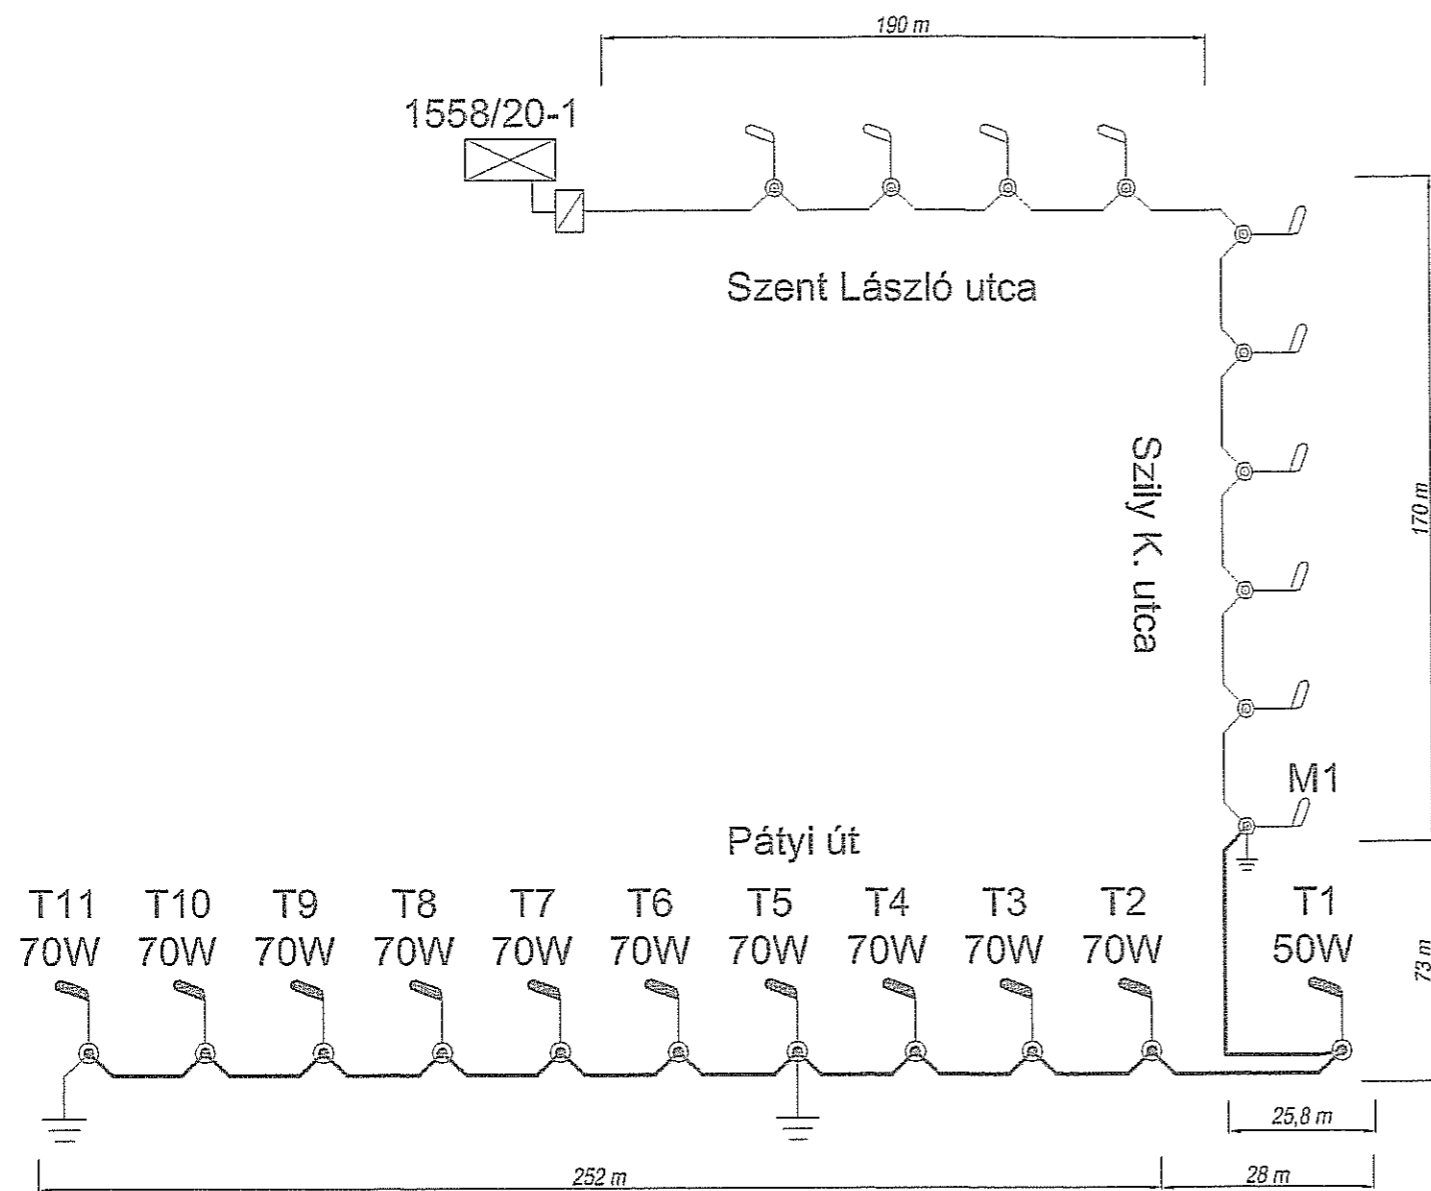 190 m
1558/20-1
Szent László utca
Szily K. utca
170 m
M1
Pátyi út
T11 T10 T9 T8 T7 T6 T5 T4 T3 T2 T1
70W 70W 70W 70W 70W 70W 70W 70W 70W 70W 50W
73 m
25,8 m
252 m
28 m